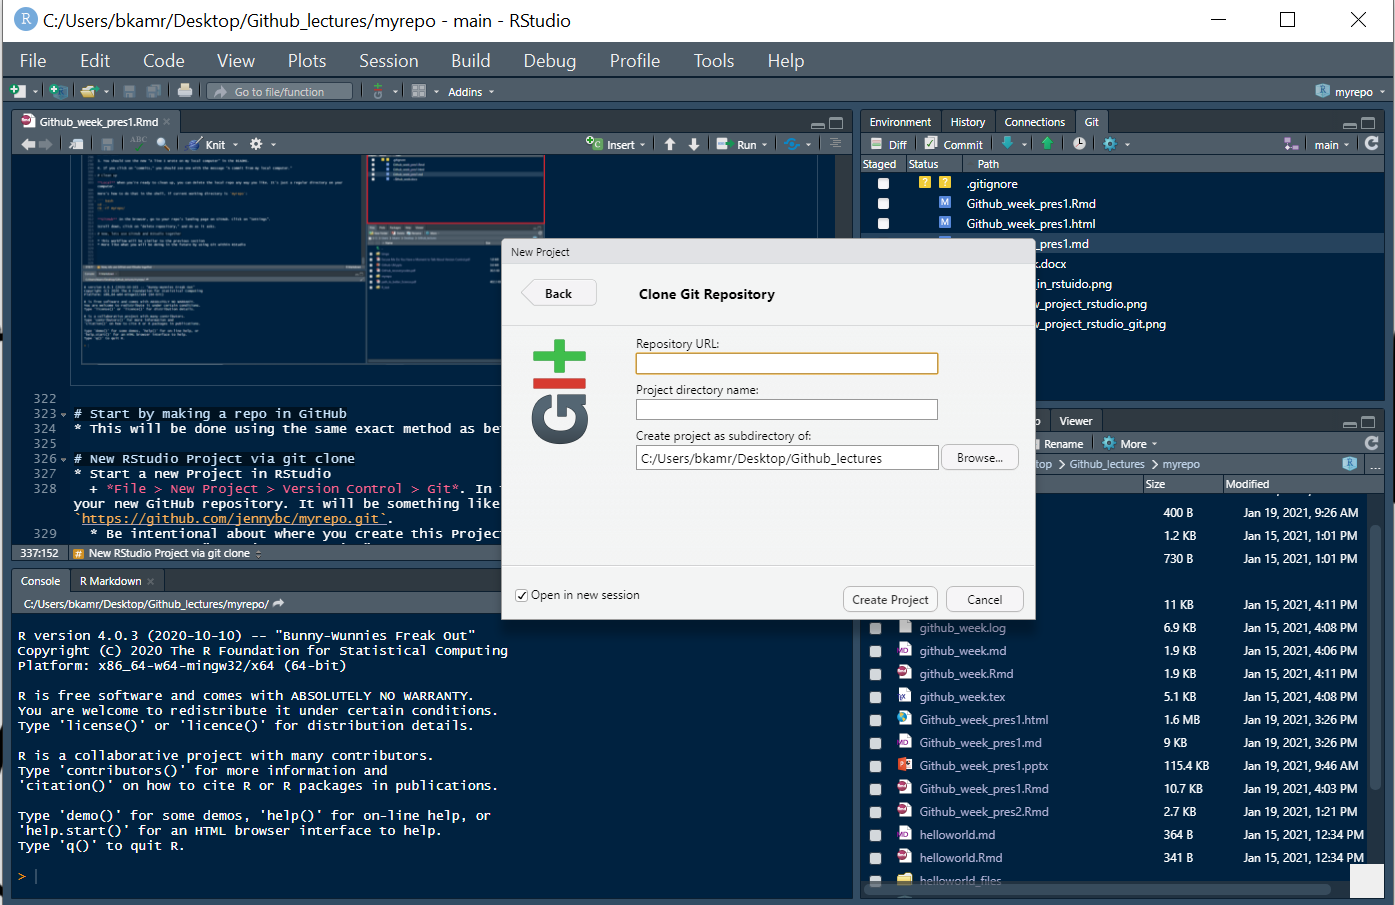 C:/Users/bkamr/Desktop/Github_lectures/myrepo - main - RStudio
File Edit Code View Plots Session Build Debug Profile Tools Help
Go to file/function Addins myrepo
Github_week_pres1.Rmd
Knit Insert Run
322
323 # Start by making a repo in GitHub
324 * This will be done using the same exact method as be
325
326 # New RStudio Project via git clone
327 * Start a new Project in RStudio
328 + *File > New Project > Version Control > Git*. In
your new GitHub repository. It will be something like
`https://github.com/jennybc/myrepo.git`.
329 * Be intentional about where you create this Projec
337:152 # New RStudio Project via git clone
Console R Markdown
C:/Users/bkamr/Desktop/Github_lectures/myrepo/
R version 4.0.3 (2020-10-10) -- "Bunny-Wunnies Freak Out"
Copyright (C) 2020 The R Foundation for Statistical Computing
Platform: x86_64-w64-mingw32/x64 (64-bit)
R is free software and comes with ABSOLUTELY NO WARRANTY.
You are welcome to redistribute it under certain conditions.
Type 'license()' or 'licence()' for distribution details.
R is a collaborative project with many contributors.
Type 'contributors()' for more information and
'citation()' on how to cite R or R packages in publications.
Type 'demo()' for some demos, 'help()' for on-line help, or
'help.start()' for an HTML browser interface to help.
Type 'q()' to quit R.
>
New Project
Back Clone Git Repository
GIt
Repository URL:
Project directory name:
Create project as subdirectory of:
C:/Users/bkamr/Desktop/Github_lectures Browse...
Open in new session Create Project Cancel
Environment History Connections Git
Diff Commit main
Staged Status Path
? ? .gitignore
M Github_week_pres1.Rmd
M Github_week_pres1.html
_pres1.md
.docx
_in_rstuido.png
_project_rstudio.png
_project_rstudio_git.png
Viewer
Rename More
top > Github_lectures > myrepo ...
Size Modified
400 B Jan 19, 2021, 9:26 AM
1.2 KB Jan 15, 2021, 1:01 PM
730 B Jan 15, 2021, 1:01 PM
11 KB Jan 15, 2021, 4:11 PM
github_week.log 6.9 KB Jan 15, 2021, 4:08 PM
github_week.md 1.9 KB Jan 15, 2021, 4:06 PM
github_week.Rmd 1.9 KB Jan 15, 2021, 4:11 PM
github_week.tex 5.1 KB Jan 15, 2021, 4:08 PM
Github_week_pres1.html 1.6 MB Jan 19, 2021, 3:26 PM
Github_week_pres1.md 9 KB Jan 19, 2021, 3:26 PM
Github_week_pres1.pptx 115.4 KB Jan 19, 2021, 9:46 AM
Github_week_pres1.Rmd 10.7 KB Jan 19, 2021, 4:03 PM
Github_week_pres2.Rmd 2.7 KB Jan 19, 2021, 1:21 PM
helloworld.md 364 B Jan 15, 2021, 12:34 PM
helloworld.Rmd 341 B Jan 15, 2021, 12:34 PM
helloworld_files